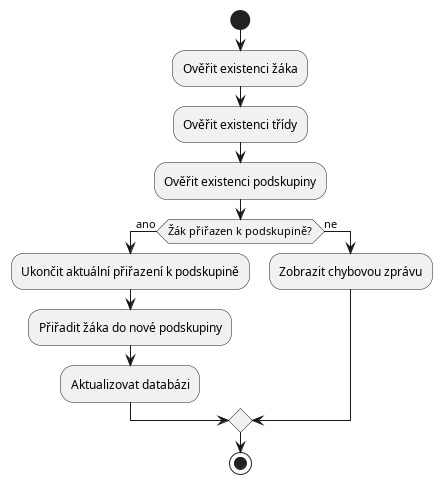 Ověřit existenci žáka
Ověřit existenci třídy
Ověřit existenci podskupiny
Žák přiřazen k podskupině?
ano
ne
Ukončit aktuální přiřazení k podskupině
Zobrazit chybovou zprávu
Přiřadit žáka do nové podskupiny
Aktualizovat databázi